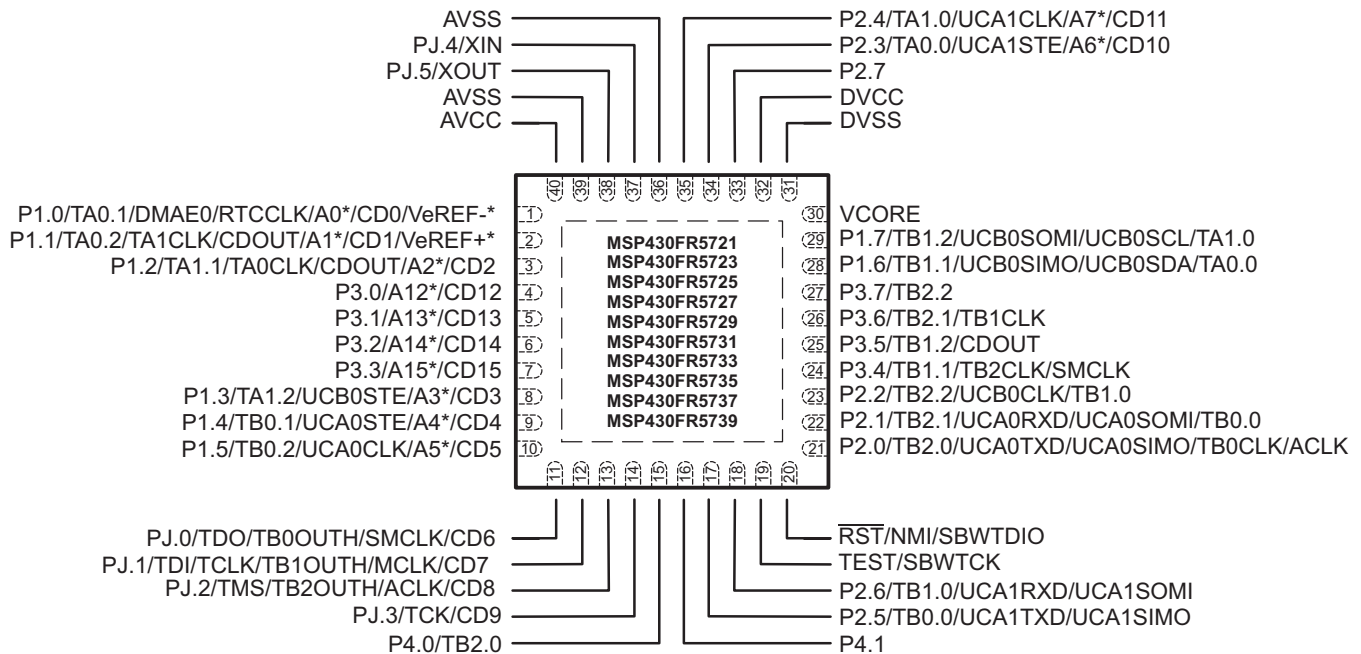 AVSS
PJ.4/XIN
PJ.5/XOUT
AVSS
AVCC
P2.4/TA1.0/UCA1CLK/A7*/CD11
P2.3/TA0.0/UCA1STE/A6*/CD10
P2.7
DVCC
DVSS
40 39 38 37 36 35 34 33 32 31
P1.0/TA0.1/DMAE0/RTCCLK/A0*/CD0/VeREF-* 1
P1.1/TA0.2/TA1CLK/CDOUT/A1*/CD1/VeREF+* 2
P1.2/TA1.1/TA0CLK/CDOUT/A2*/CD2 3
P3.0/A12*/CD12 4
P3.1/A13*/CD13 5
P3.2/A14*/CD14 6
P3.3/A15*/CD15 7
P1.3/TA1.2/UCB0STE/A3*/CD3 8
P1.4/TB0.1/UCA0STE/A4*/CD4 9
P1.5/TB0.2/UCA0CLK/A5*/CD5 10
MSP430FR5721
MSP430FR5723
MSP430FR5725
MSP430FR5727
MSP430FR5729
MSP430FR5731
MSP430FR5733
MSP430FR5735
MSP430FR5737
MSP430FR5739
30 VCORE
29 P1.7/TB1.2/UCB0SOMI/UCB0SCL/TA1.0
28 P1.6/TB1.1/UCB0SIMO/UCB0SDA/TA0.0
27 P3.7/TB2.2
26 P3.6/TB2.1/TB1CLK
25 P3.5/TB1.2/CDOUT
24 P3.4/TB1.1/TB2CLK/SMCLK
23 P2.2/TB2.2/UCB0CLK/TB1.0
22 P2.1/TB2.1/UCA0RXD/UCA0SOMI/TB0.0
21 P2.0/TB2.0/UCA0TXD/UCA0SIMO/TB0CLK/ACLK
11 12 13 14 15 16 17 18 19 20
PJ.0/TDO/TB0OUTH/SMCLK/CD6
PJ.1/TDI/TCLK/TB1OUTH/MCLK/CD7
PJ.2/TMS/TB2OUTH/ACLK/CD8
PJ.3/TCK/CD9
P4.0/TB2.0
RST/NMI/SBWTDIO
TEST/SBWTCK
P2.6/TB1.0/UCA1RXD/UCA1SOMI
P2.5/TB0.0/UCA1TXD/UCA1SIMO
P4.1